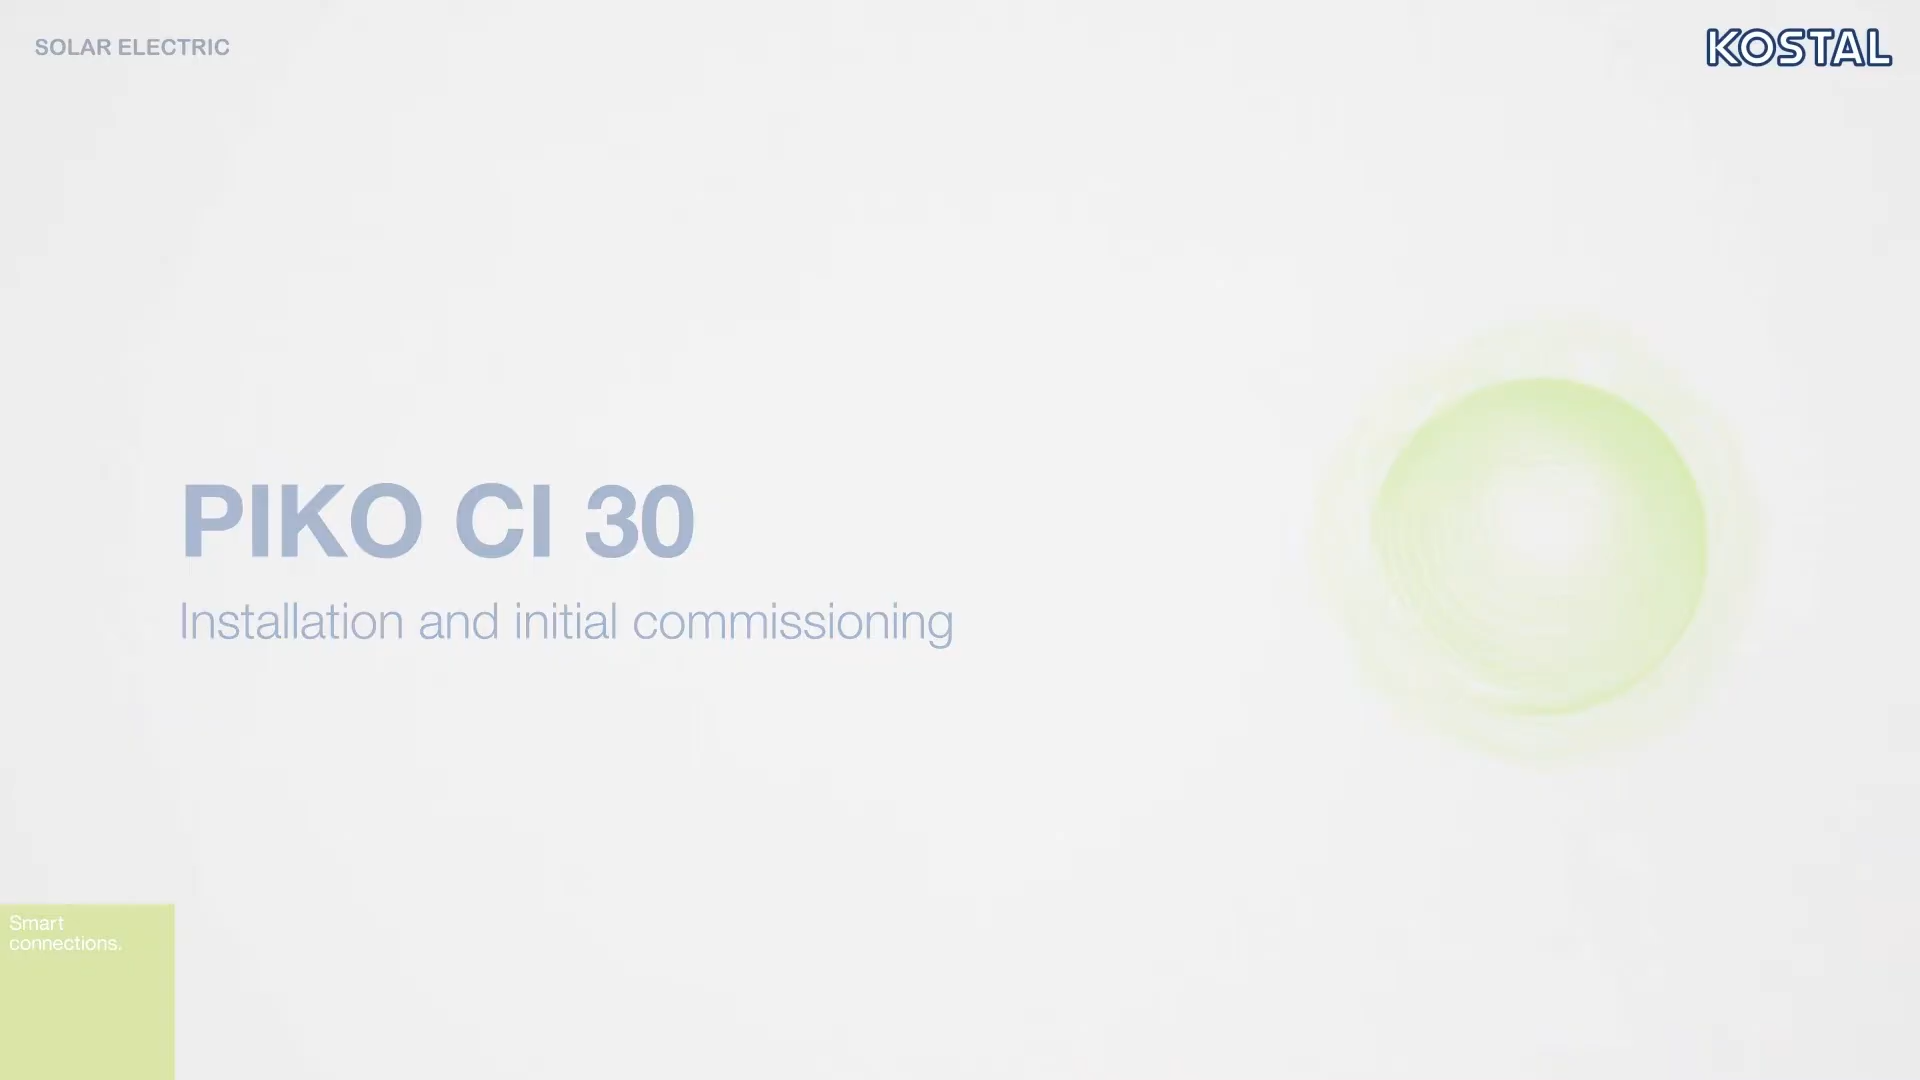 SOLAR ELECTRIC
KOSTAL
PIKO CI 30
Installation and initial commissioning
Smart
connections.